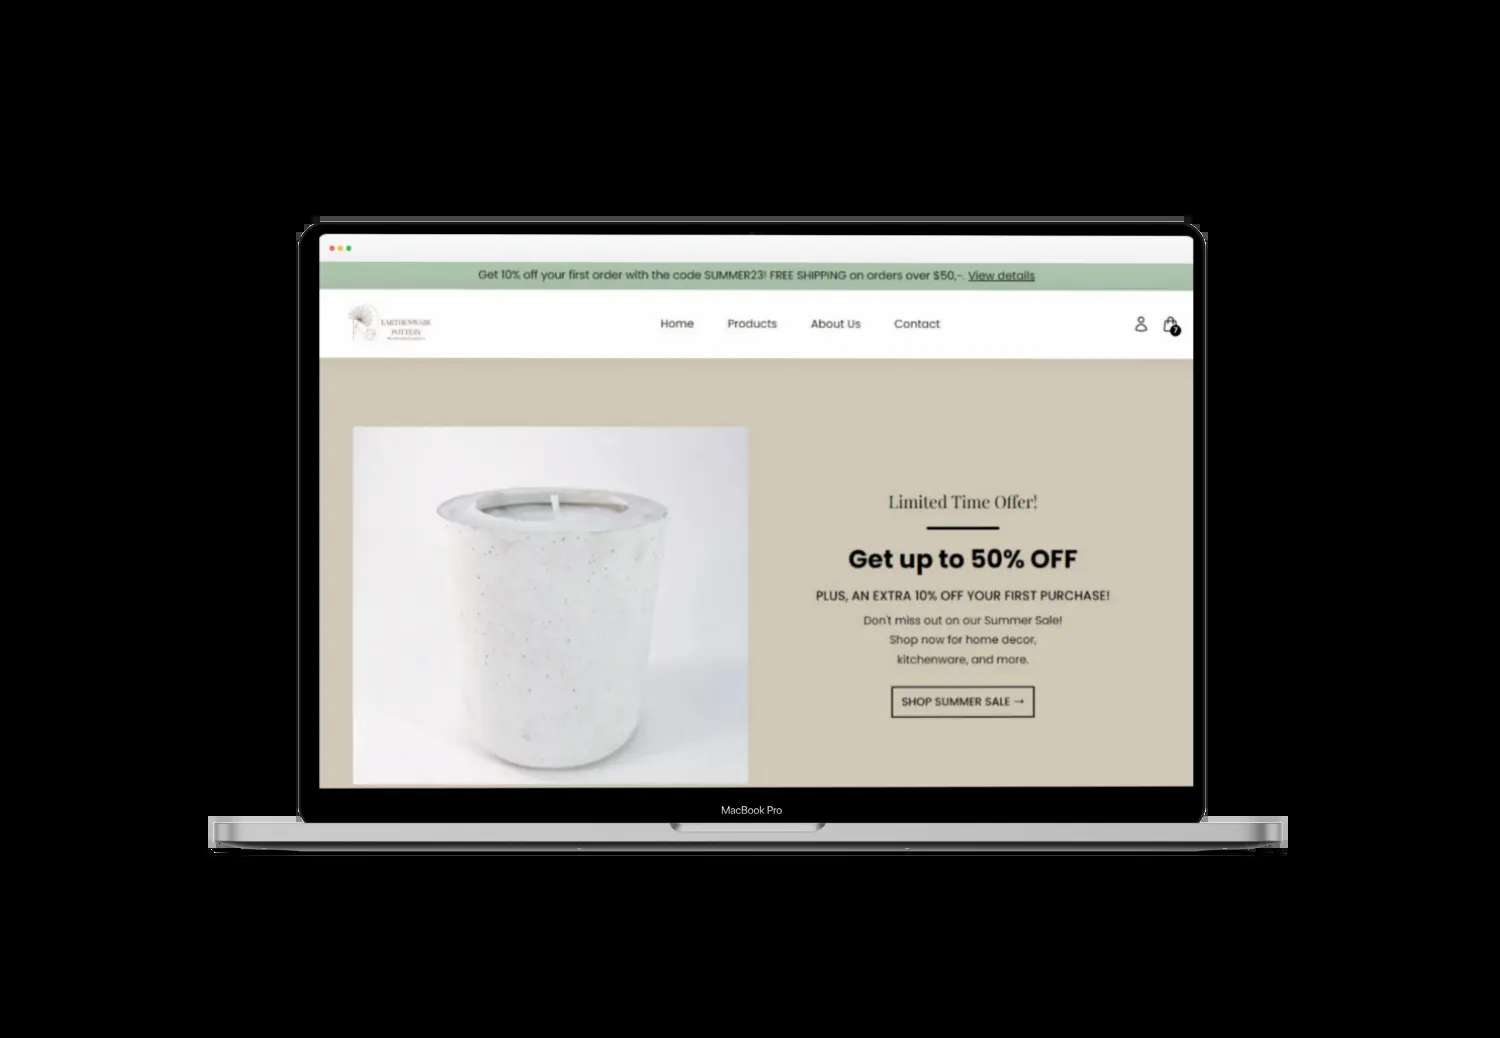 Get 10% off your first order with the code SUMMER23! FREE SHIPPING on orders over $50,-. View details
EARTHENWARE
POTTERY
Home Products About Us Contact
7
Limited Time Offer!
Get up to 50% OFF
PLUS, AN EXTRA 10% OFF YOUR FIRST PURCHASE!
Don't miss out on our Summer Sale!
Shop now for home decor,
kitchenware, and more.
SHOP SUMMER SALE →
MacBook Pro